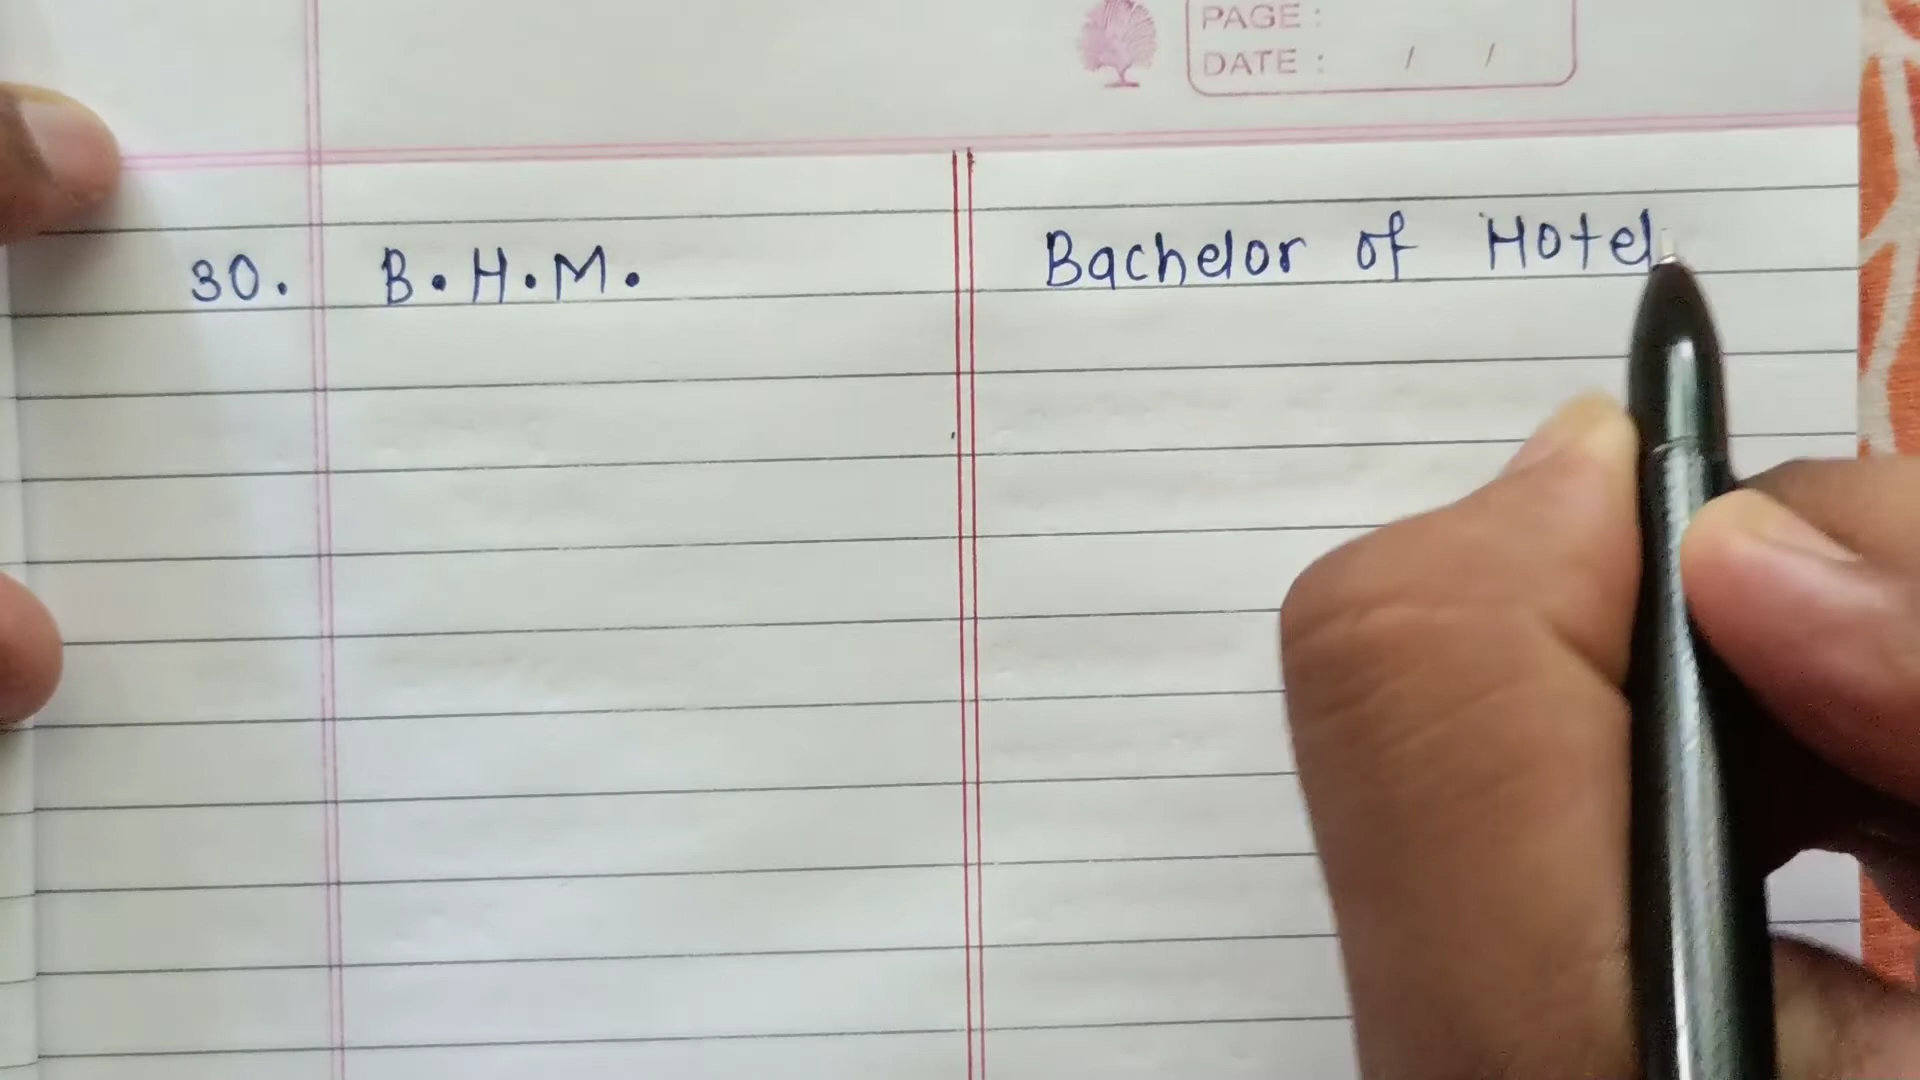 PAGE :
DATE : / /
30. B.H.M. Bachelor of Hotel